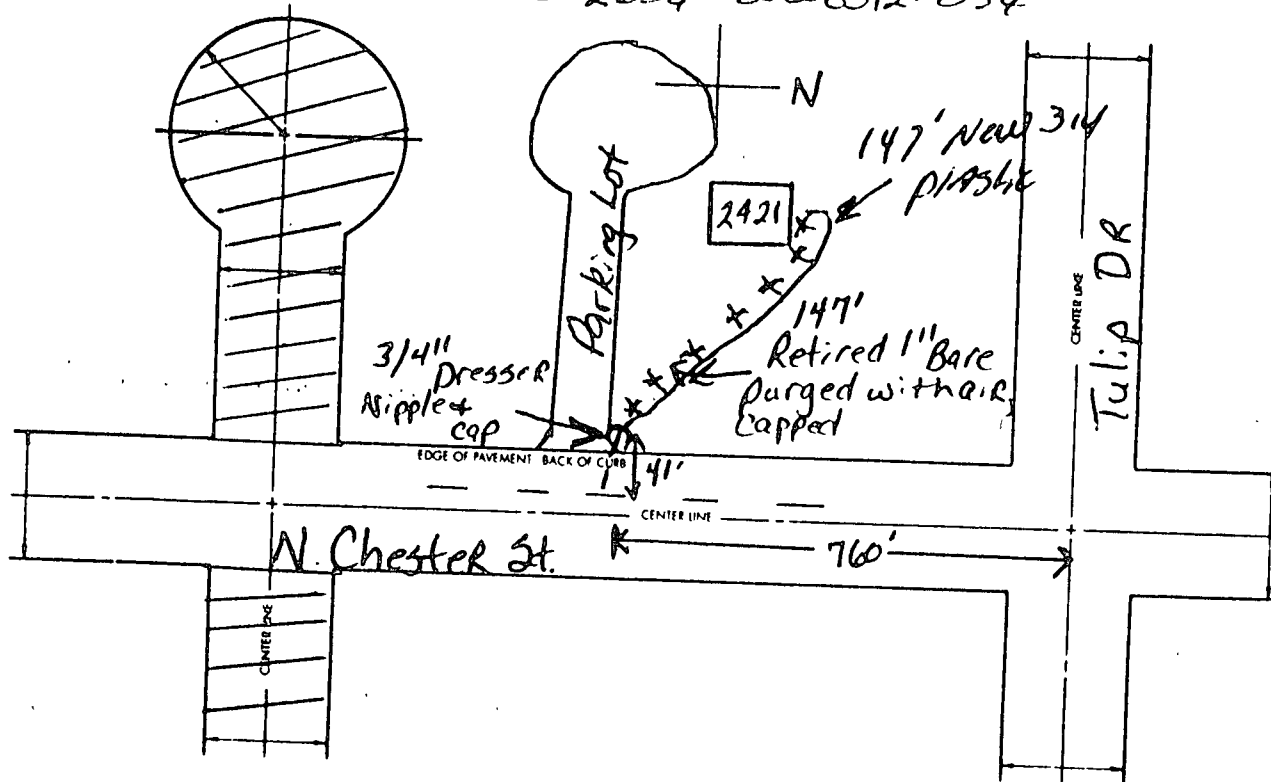 N
147' New 3/4
plastic
2421
Parking Lot
147'
Retired 1" Bare
purged with air,
capped
3/4" Dresser
Nipple &
cap
CENTER LINE
Tulip DR
EDGE OF PAVEMENT BACK OF CURB
41'
CENTER LINE
760'
N. Chester St.
CENTER LINE